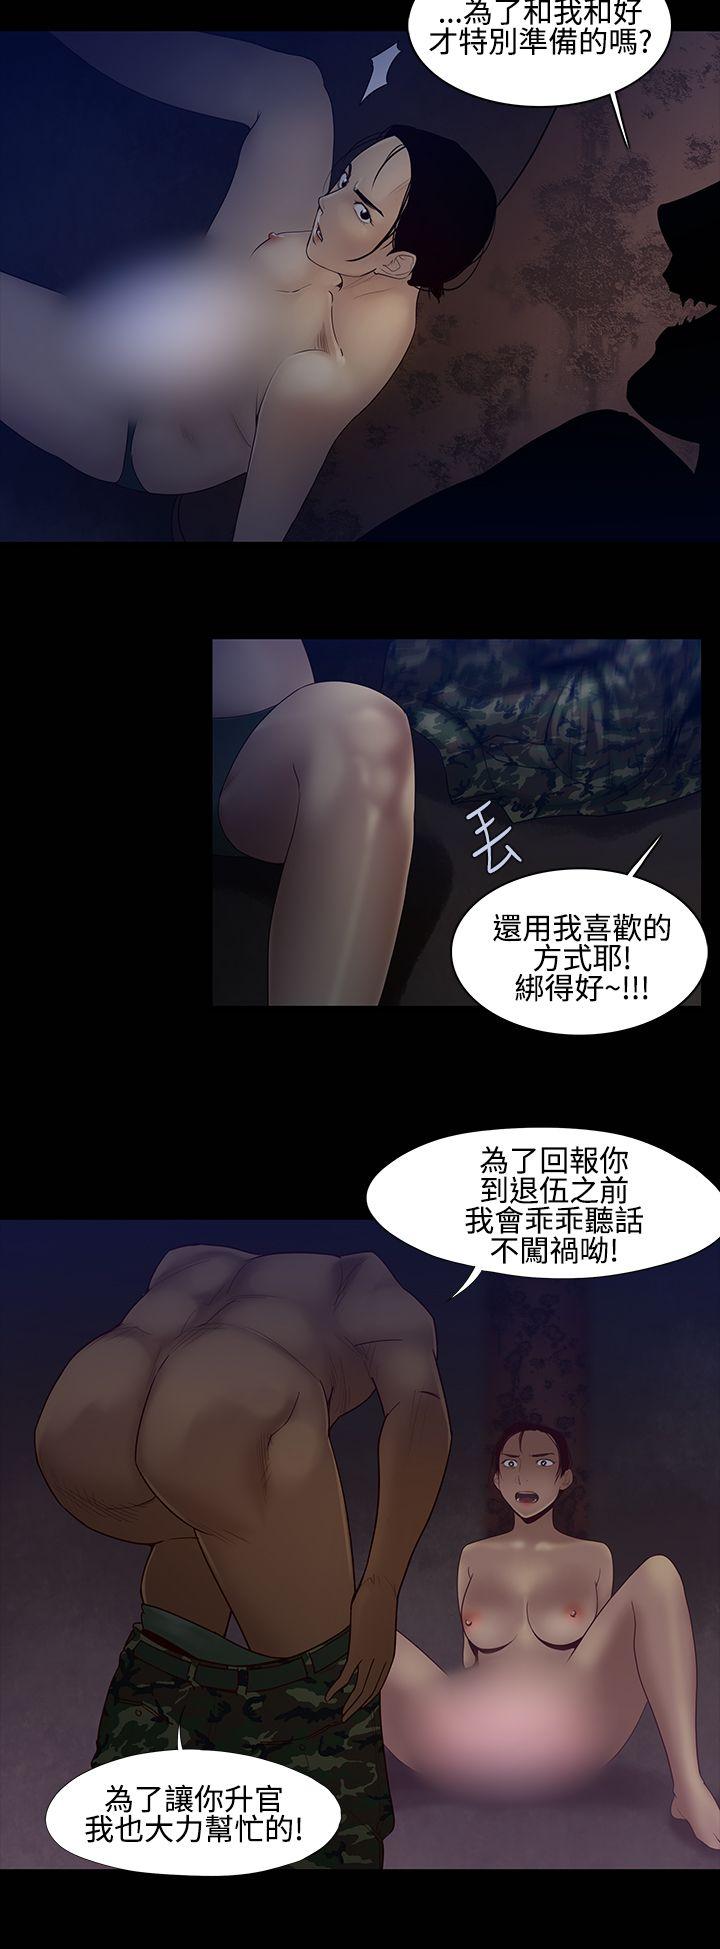 ...為了和我和好
才特別準備的嗎?
丟
還用我喜歡的
方式耶!
綁得好~!!!
為了回報你
到退伍之前
我會乖乖聽話
不闖禍呦!
為了讓你升官
我也大力幫忙的!